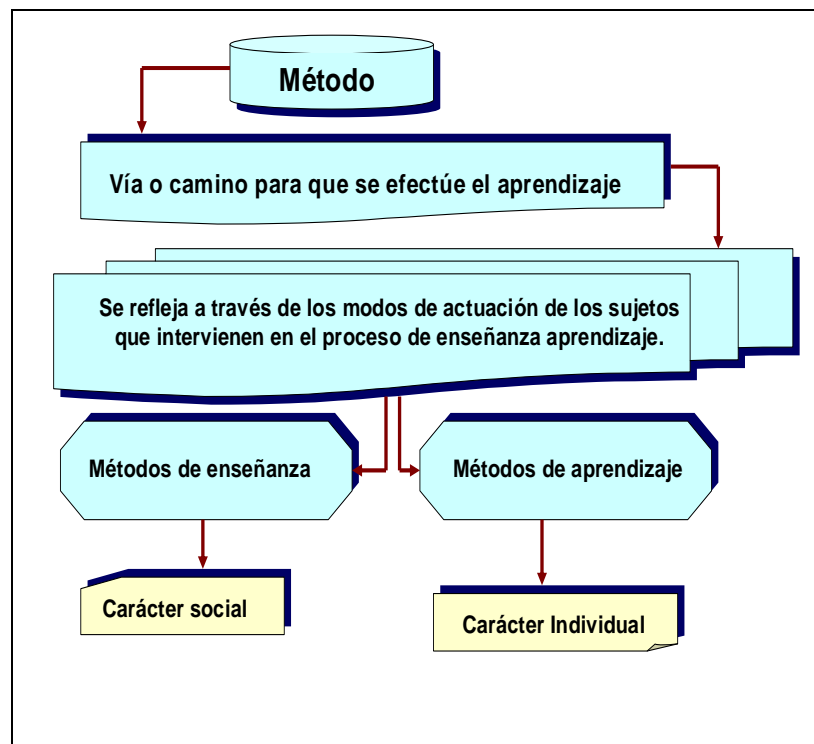 Método
Vía o camino para que se efectúe el aprendizaje
Se refleja a través de los modos de actuación de los sujetos
que intervienen en el proceso de enseñanza aprendizaje.
Métodos de enseñanza
Métodos de aprendizaje
Carácter social
Carácter Individual